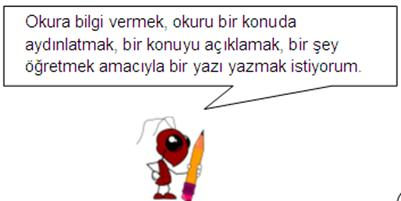 Okura bilgi vermek, okuru bir konuda
aydınlatmak, bir konuyu açıklamak, bir şey
öğretmek amacıyla bir yazı yazmak istiyorum.